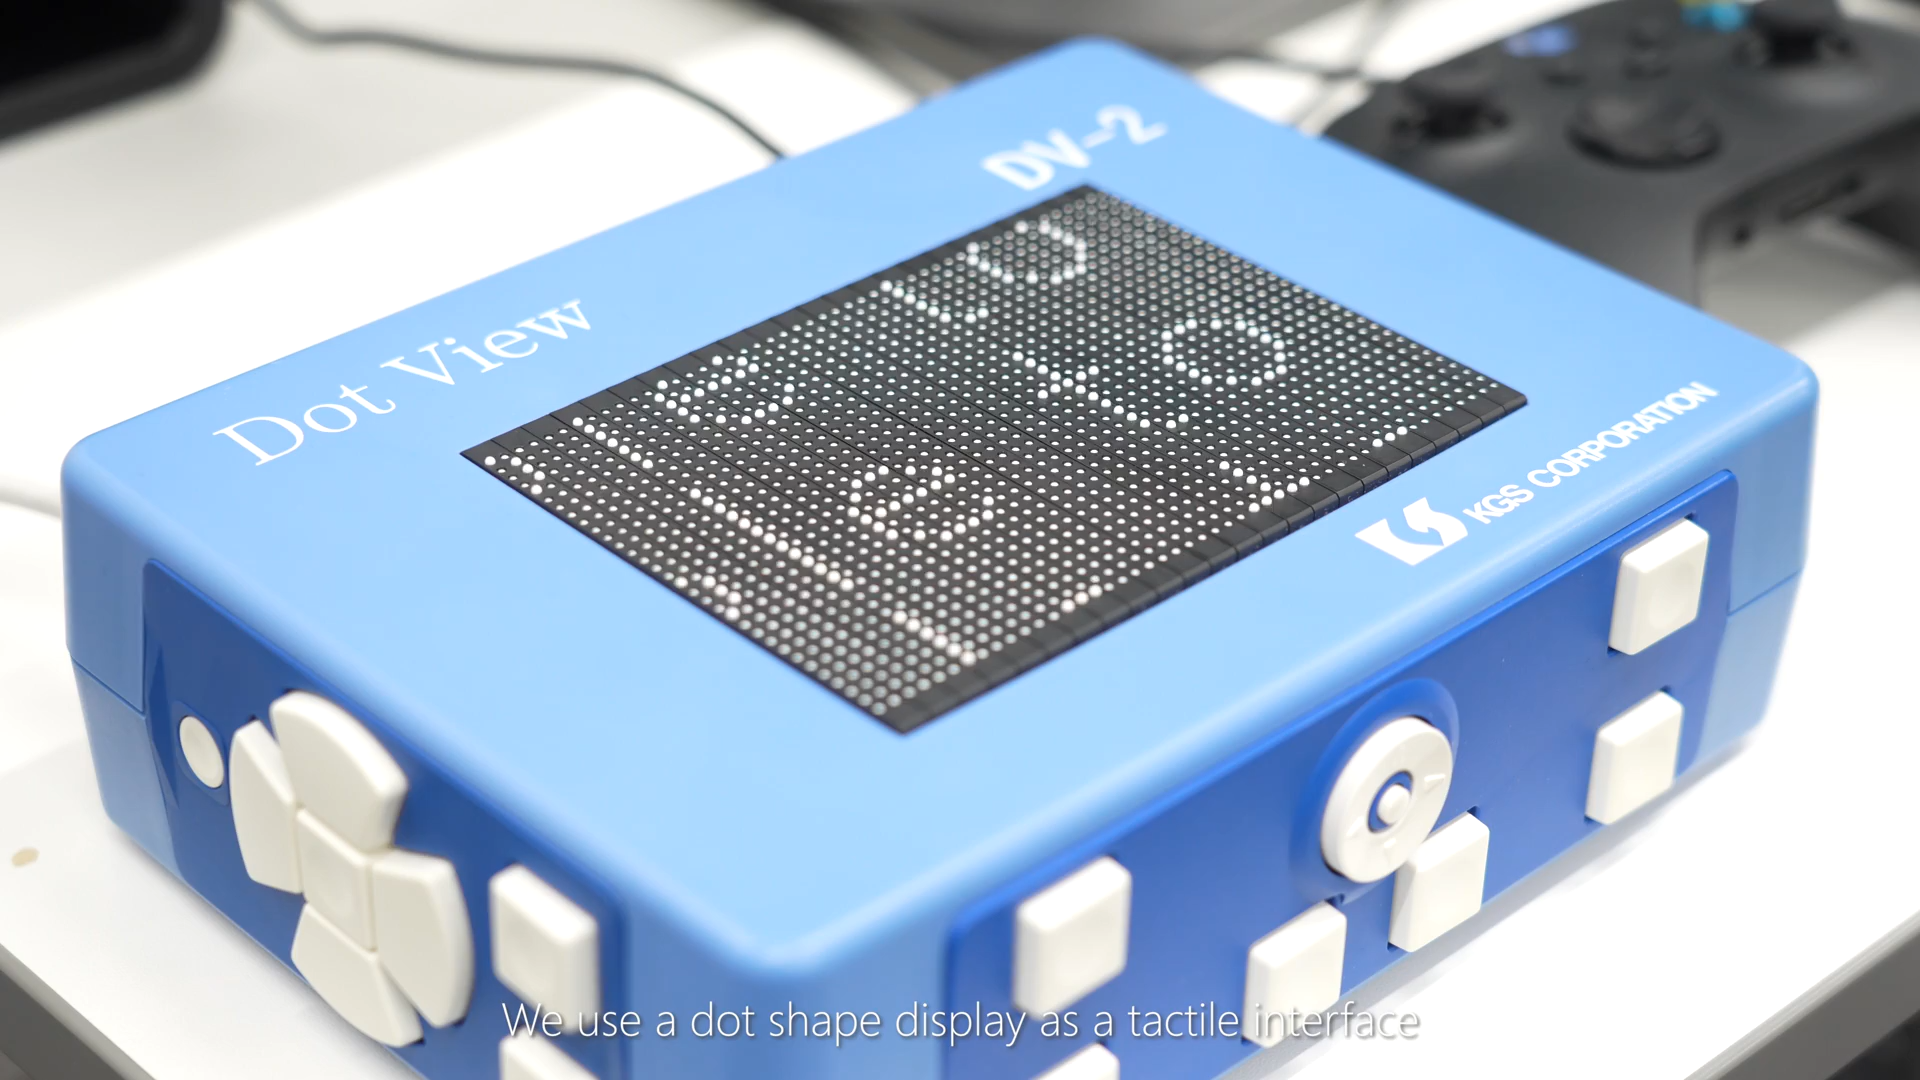 Dot View
DV-2
KGS CORPORATION
We use a dot shape display as a tactile interface